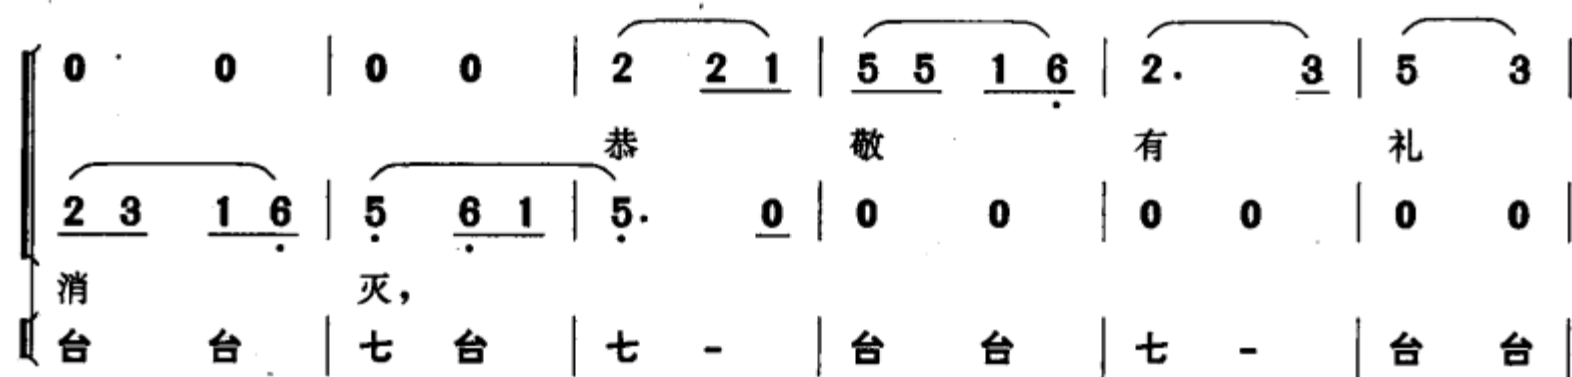 0 0 | 0 0 | 2 2 1 | 5 5 1 6 | 2. 3 | 5 3 |
恭 敬 有 礼
2 3 1 6 | 5 6 1 | 5. 0 | 0 0 | 0 0 | 0 0 |
消 灭，
台 台 | 七 台 | 七 - | 台 台 | 七 - | 台 台 |